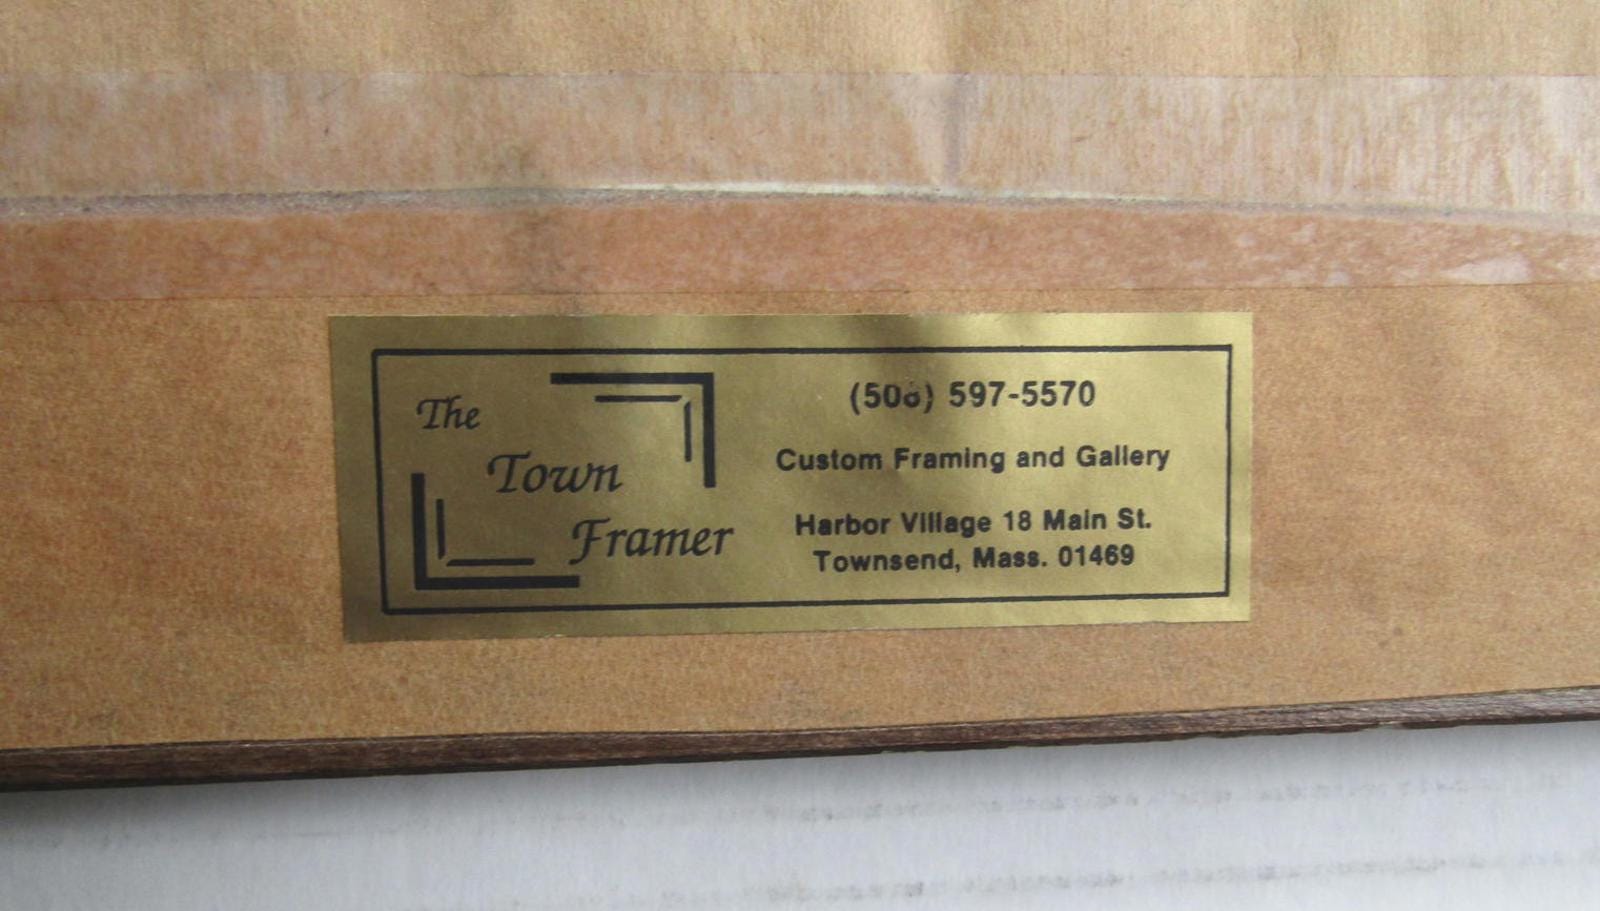 The
Town
Framer
(508) 597-5570
Custom Framing and Gallery
Harbor Village 18 Main St.
Townsend, Mass. 01469